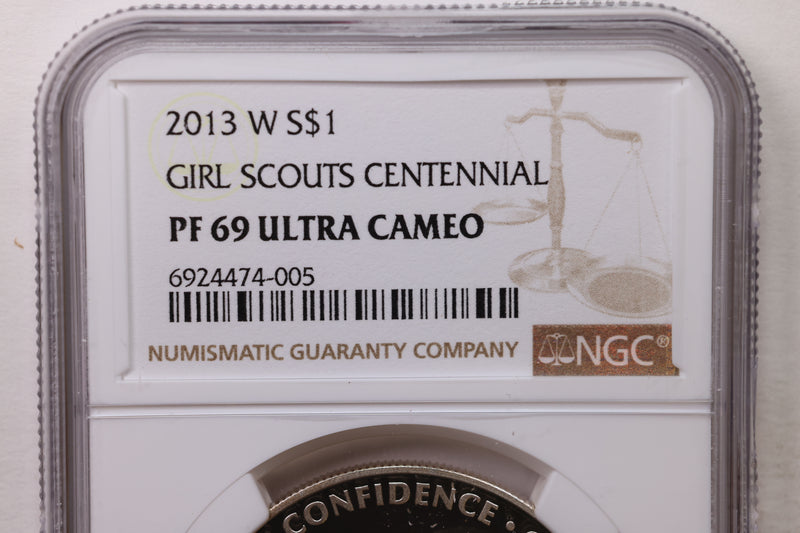 2013 W S$1
GIRL SCOUTS CENTENNIAL
PF 69 ULTRA CAMEO
6924474-005
NUMISMATIC GUARANTY COMPANY
NGC®
CONFIDENCE •